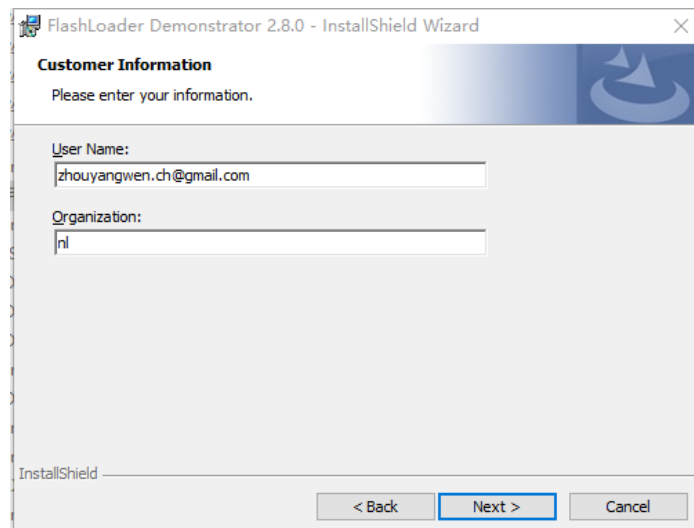 FlashLoader Demonstrator 2.8.0 - InstallShield Wizard
Customer Information
Please enter your information.
User Name:
zhouyangwen.ch@gmail.com
Organization:
nl
InstallShield
< Back Next > Cancel